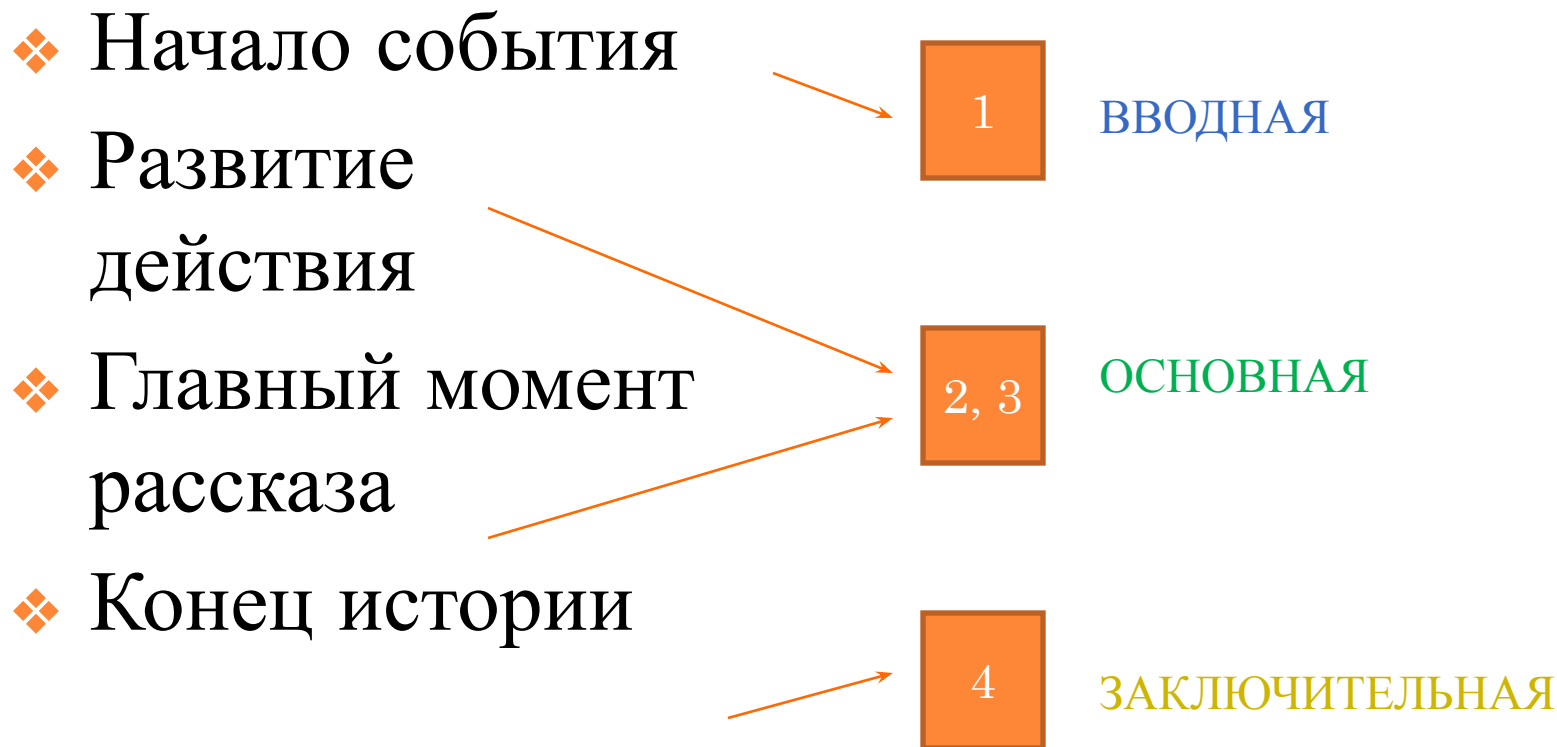 ❖ Начало события
❖ Развитие
действия
❖ Главный момент
рассказа
❖ Конец истории
1
ВВОДНАЯ
2, 3
ОСНОВНАЯ
4
ЗАКЛЮЧИТЕЛЬНАЯ